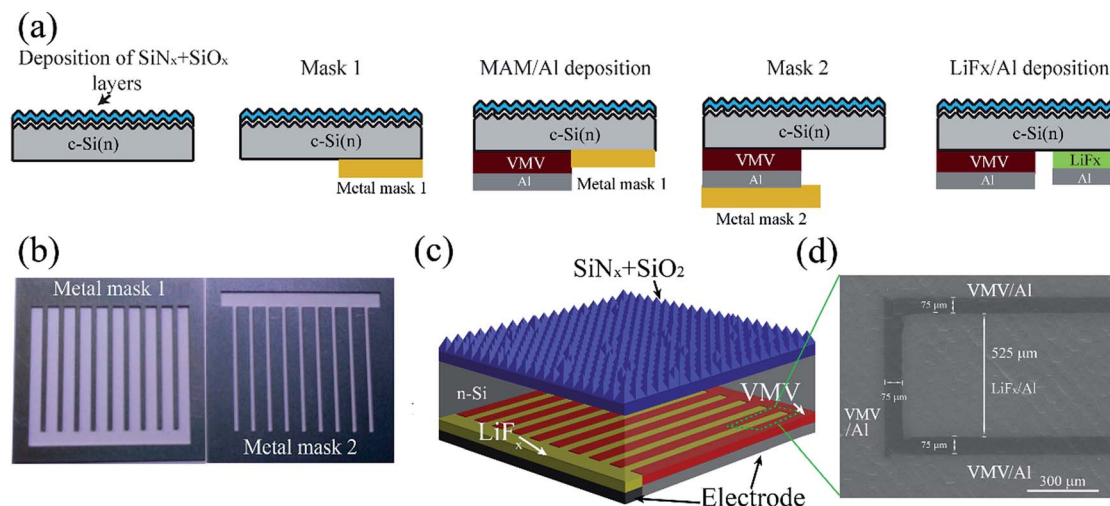 (a)
Deposition of SiNₓ+SiOₓ
layers
c-Si(n)
Mask 1
c-Si(n)
Metal mask 1
MAM/Al deposition
c-Si(n)
VMV
Al
Metal mask 1
Mask 2
c-Si(n)
VMV
Al
Metal mask 2
LiFx/Al deposition
c-Si(n)
VMV
Al
LiFx
Al
(b)
Metal mask 1
Metal mask 2
(c)
SiNₓ+SiO₂
n-Si
VMV
LiFₓ
Electrode
(d)
VMV/Al
75 μm
525 μm
LiFₓ/Al
75 μm
VMV
/Al
75 μm
VMV/Al
300 μm